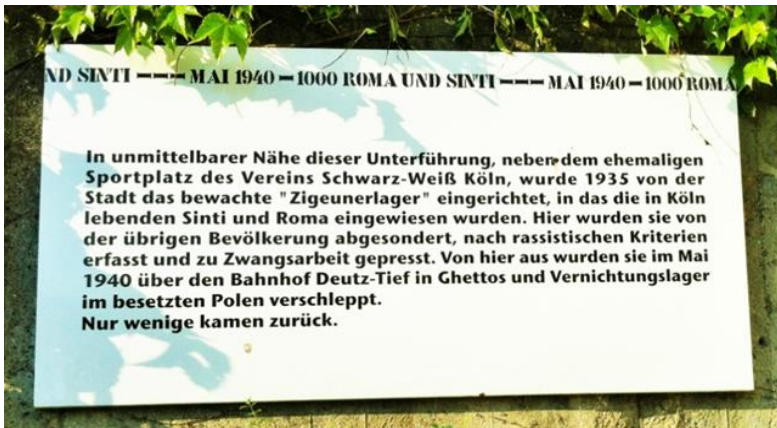 ND SINTI --- MAI 1940 – 1000 ROMA UND SINTI --- MAI 1940 – 1000 ROMA
In unmittelbarer Nähe dieser Unterführung, neben dem ehemaligen
Sportplatz des Vereins Schwarz-Weiß Köln, wurde 1935 von der
Stadt das bewachte "Zigeunerlager" eingerichtet, in das die in Köln
lebenden Sinti und Roma eingewiesen wurden. Hier wurden sie von
der übrigen Bevölkerung abgesondert, nach rassistischen Kriterien
erfasst und zu Zwangsarbeit gepresst. Von hier aus wurden sie im Mai
1940 über den Bahnhof Deutz-Tief in Ghettos und Vernichtungslager
im besetzten Polen verschleppt.
Nur wenige kamen zurück.